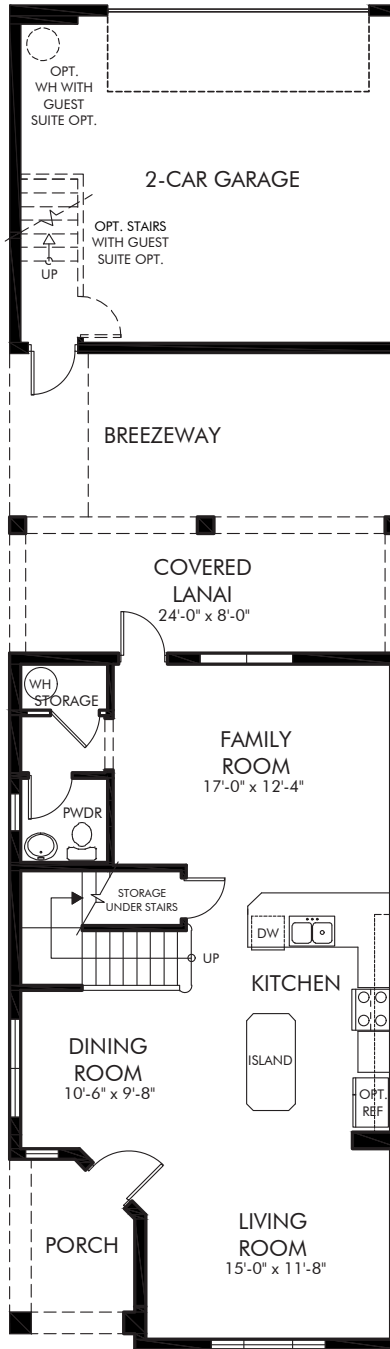 OPT.
WH WITH
GUEST
SUITE OPT.
2-CAR GARAGE
OPT. STAIRS
WITH GUEST
SUITE OPT.
UP
BREEZEWAY
COVERED
LANAI
24'-0" x 8'-0"
WH
STORAGE
FAMILY
ROOM
17'-0" x 12'-4"
PWDR
STORAGE
UNDER STAIRS
DW
UP
KITCHEN
DINING
ROOM
10'-6" x 9'-8"
ISLAND
OPT.
REF
LIVING
ROOM
15'-0" x 11'-8"
PORCH